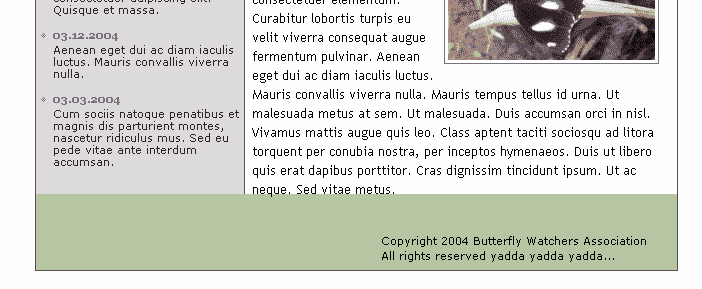 consectetuer adipiscing elit.
Quisque et massa.
03.12.2004
Aenean eget dui ac diam iaculis
luctus. Mauris convallis viverra
nulla.
03.03.2004
Cum sociis natoque penatibus et
magnis dis parturient montes,
nascetur ridiculus mus. Sed eu
pede vitae ante interdum
accumsan.
consectetuer elementum.
Curabitur lobortis turpis eu
velit viverra consequat augue
fermentum pulvinar. Aenean
eget dui ac diam iaculis luctus.
Mauris convallis viverra nulla. Mauris tempus tellus id urna. Ut
malesuada metus at sem. Ut malesuada. Duis accumsan orci in nisl.
Vivamus mattis augue quis leo. Class aptent taciti sociosqu ad litora
torquent per conubia nostra, per inceptos hymenaeos. Duis ut libero
quis erat dapibus porttitor. Cras dignissim tincidunt ipsum. Ut ac
neque. Sed vitae metus.
Copyright 2004 Butterfly Watchers Association
All rights reserved yadda yadda yadda...